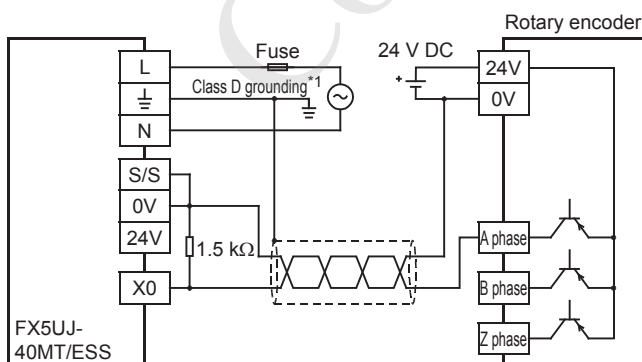 Rotary encoder
Fuse
24 V DC
L
Class D grounding*1
N
+
24V
0V
S/S
0V
24V
1.5 kΩ
X0
A phase
B phase
Z phase
FX5UJ-
40MT/ESS